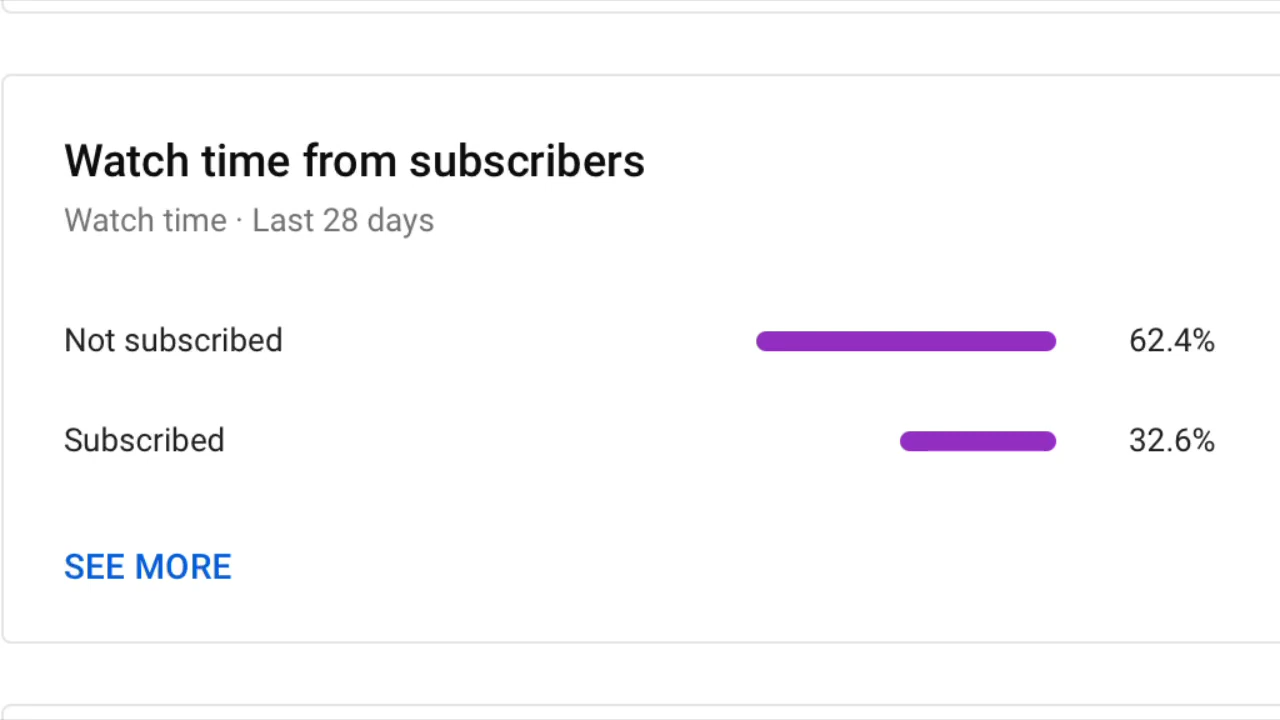 Watch time from subscribers
Watch time · Last 28 days
Not subscribed 62.4%
Subscribed 32.6%
SEE MORE